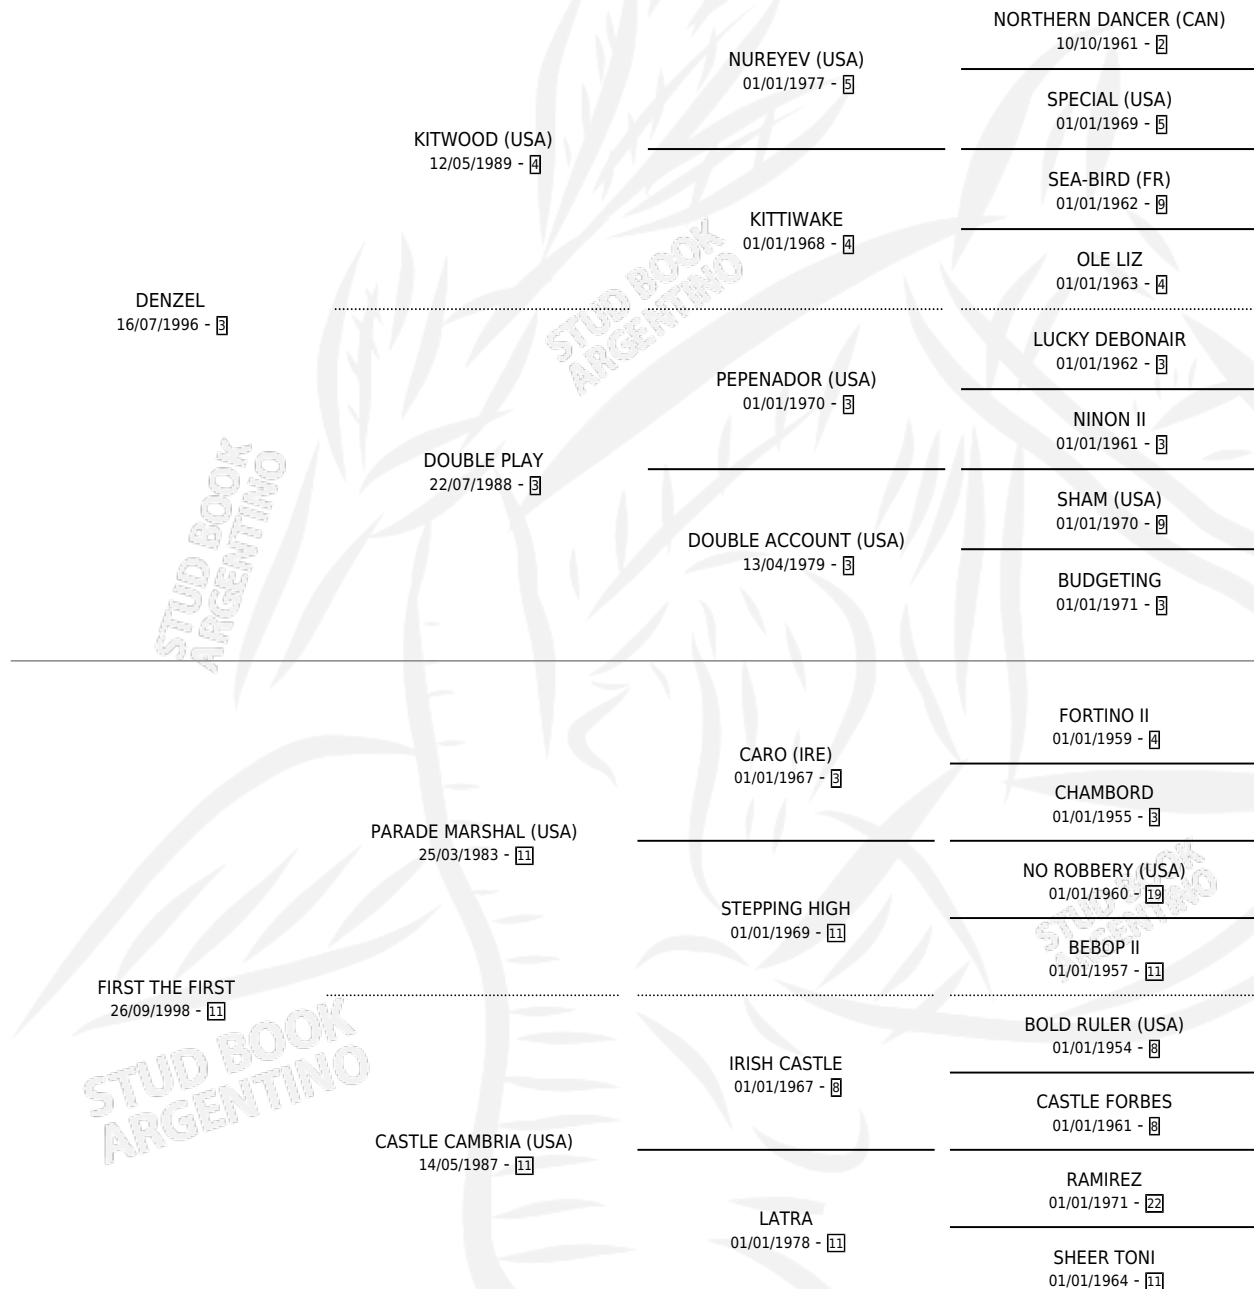 NORTHERN DANCER (CAN)
10/10/1961 - 2
NUREYEV (USA)
01/01/1977 - 5
SPECIAL (USA)
01/01/1969 - 5
KITWOOD (USA)
12/05/1989 - 4
SEA-BIRD (FR)
01/01/1962 - 9
KITTIWAKE
01/01/1968 - 4
OLE LIZ
01/01/1963 - 4
DENZEL
16/07/1996 - 3
LUCKY DEBONAIR
01/01/1962 - 3
PEPENADOR (USA)
01/01/1970 - 3
NINON II
01/01/1961 - 3
DOUBLE PLAY
22/07/1988 - 3
SHAM (USA)
01/01/1970 - 9
DOUBLE ACCOUNT (USA)
13/04/1979 - 3
BUDGETING
01/01/1971 - 3
FORTINO II
01/01/1959 - 4
CARO (IRE)
01/01/1967 - 3
CHAMBORD
01/01/1955 - 3
PARADE MARSHAL (USA)
25/03/1983 - 11
NO ROBBERY (USA)
01/01/1960 - 19
STEPPING HIGH
01/01/1969 - 11
BEBOP II
01/01/1957 - 11
FIRST THE FIRST
26/09/1998 - 11
BOLD RULER (USA)
01/01/1954 - 8
IRISH CASTLE
01/01/1967 - 8
CASTLE FORBES
01/01/1961 - 8
CASTLE CAMBRIA (USA)
14/05/1987 - 11
RAMIREZ
01/01/1971 - 22
LATRA
01/01/1978 - 11
SHEER TONI
01/01/1964 - 11
STUD BOOK
ARGENTINO
STUD BOOK
ARGENTINO
STUD BOOK
ARGENTINO
STUD BOOK
ARGENTINO